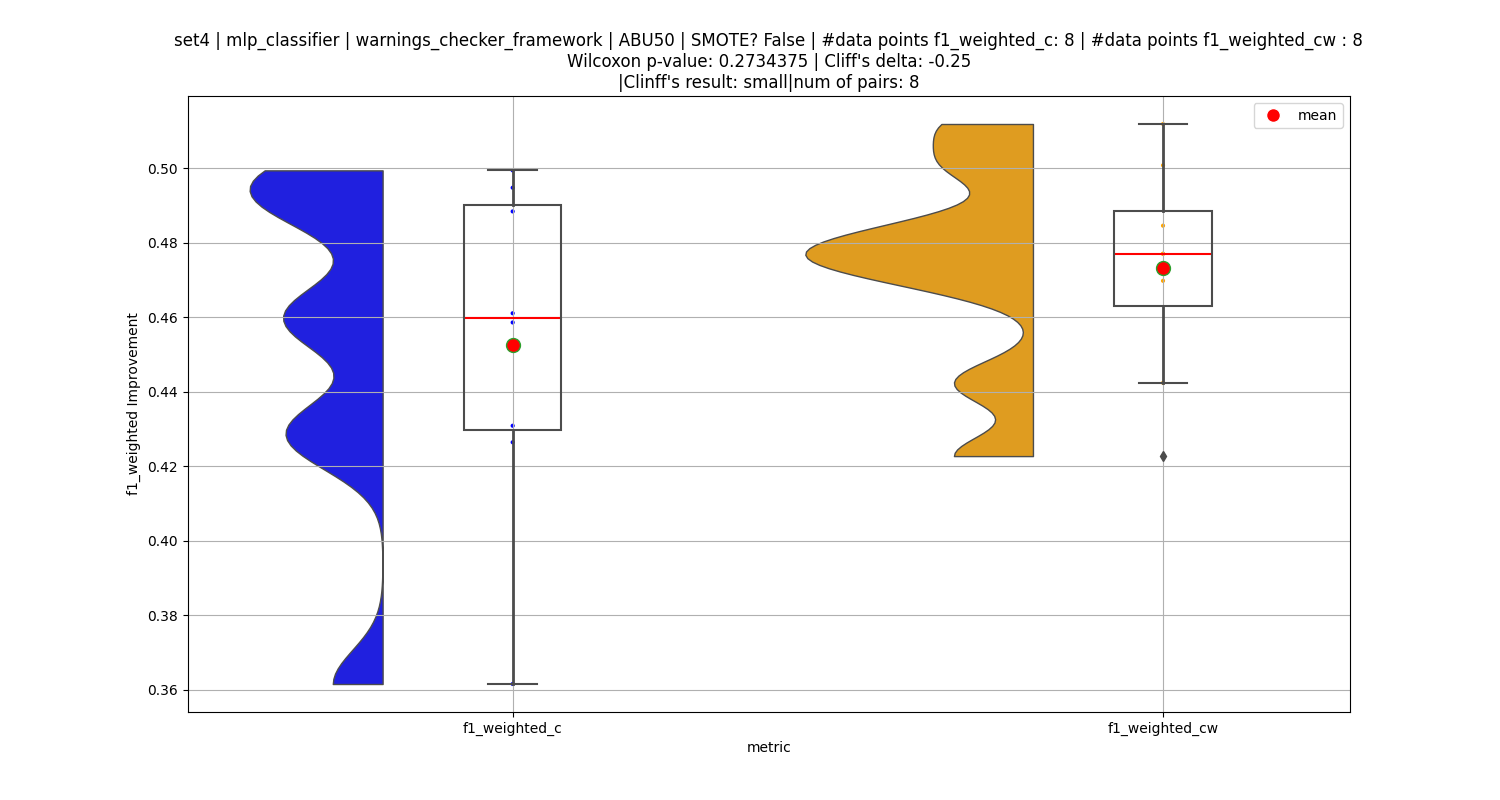 set4 | mlp_classifier | warnings_checker_framework | ABU50 | SMOTE? False | #data points f1_weighted_c: 8 | #data points f1_weighted_cw : 8
Wilcoxon p-value: 0.2734375 | Cliff's delta: -0.25
|Clinff's result: small|num of pairs: 8
mean
0.50
0.48
0.46
0.44
0.42
0.40
0.38
0.36
f1_weighted Improvement
f1_weighted_c
f1_weighted_cw
metric